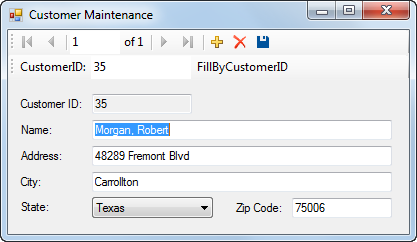 Customer Maintenance
1 of 1
CustomerID: 35 FillByCustomerID
Customer ID: 35
Name: Morgan, Robert
Address: 48289 Fremont Blvd
City: Carrollton
State: Texas Zip Code: 75006